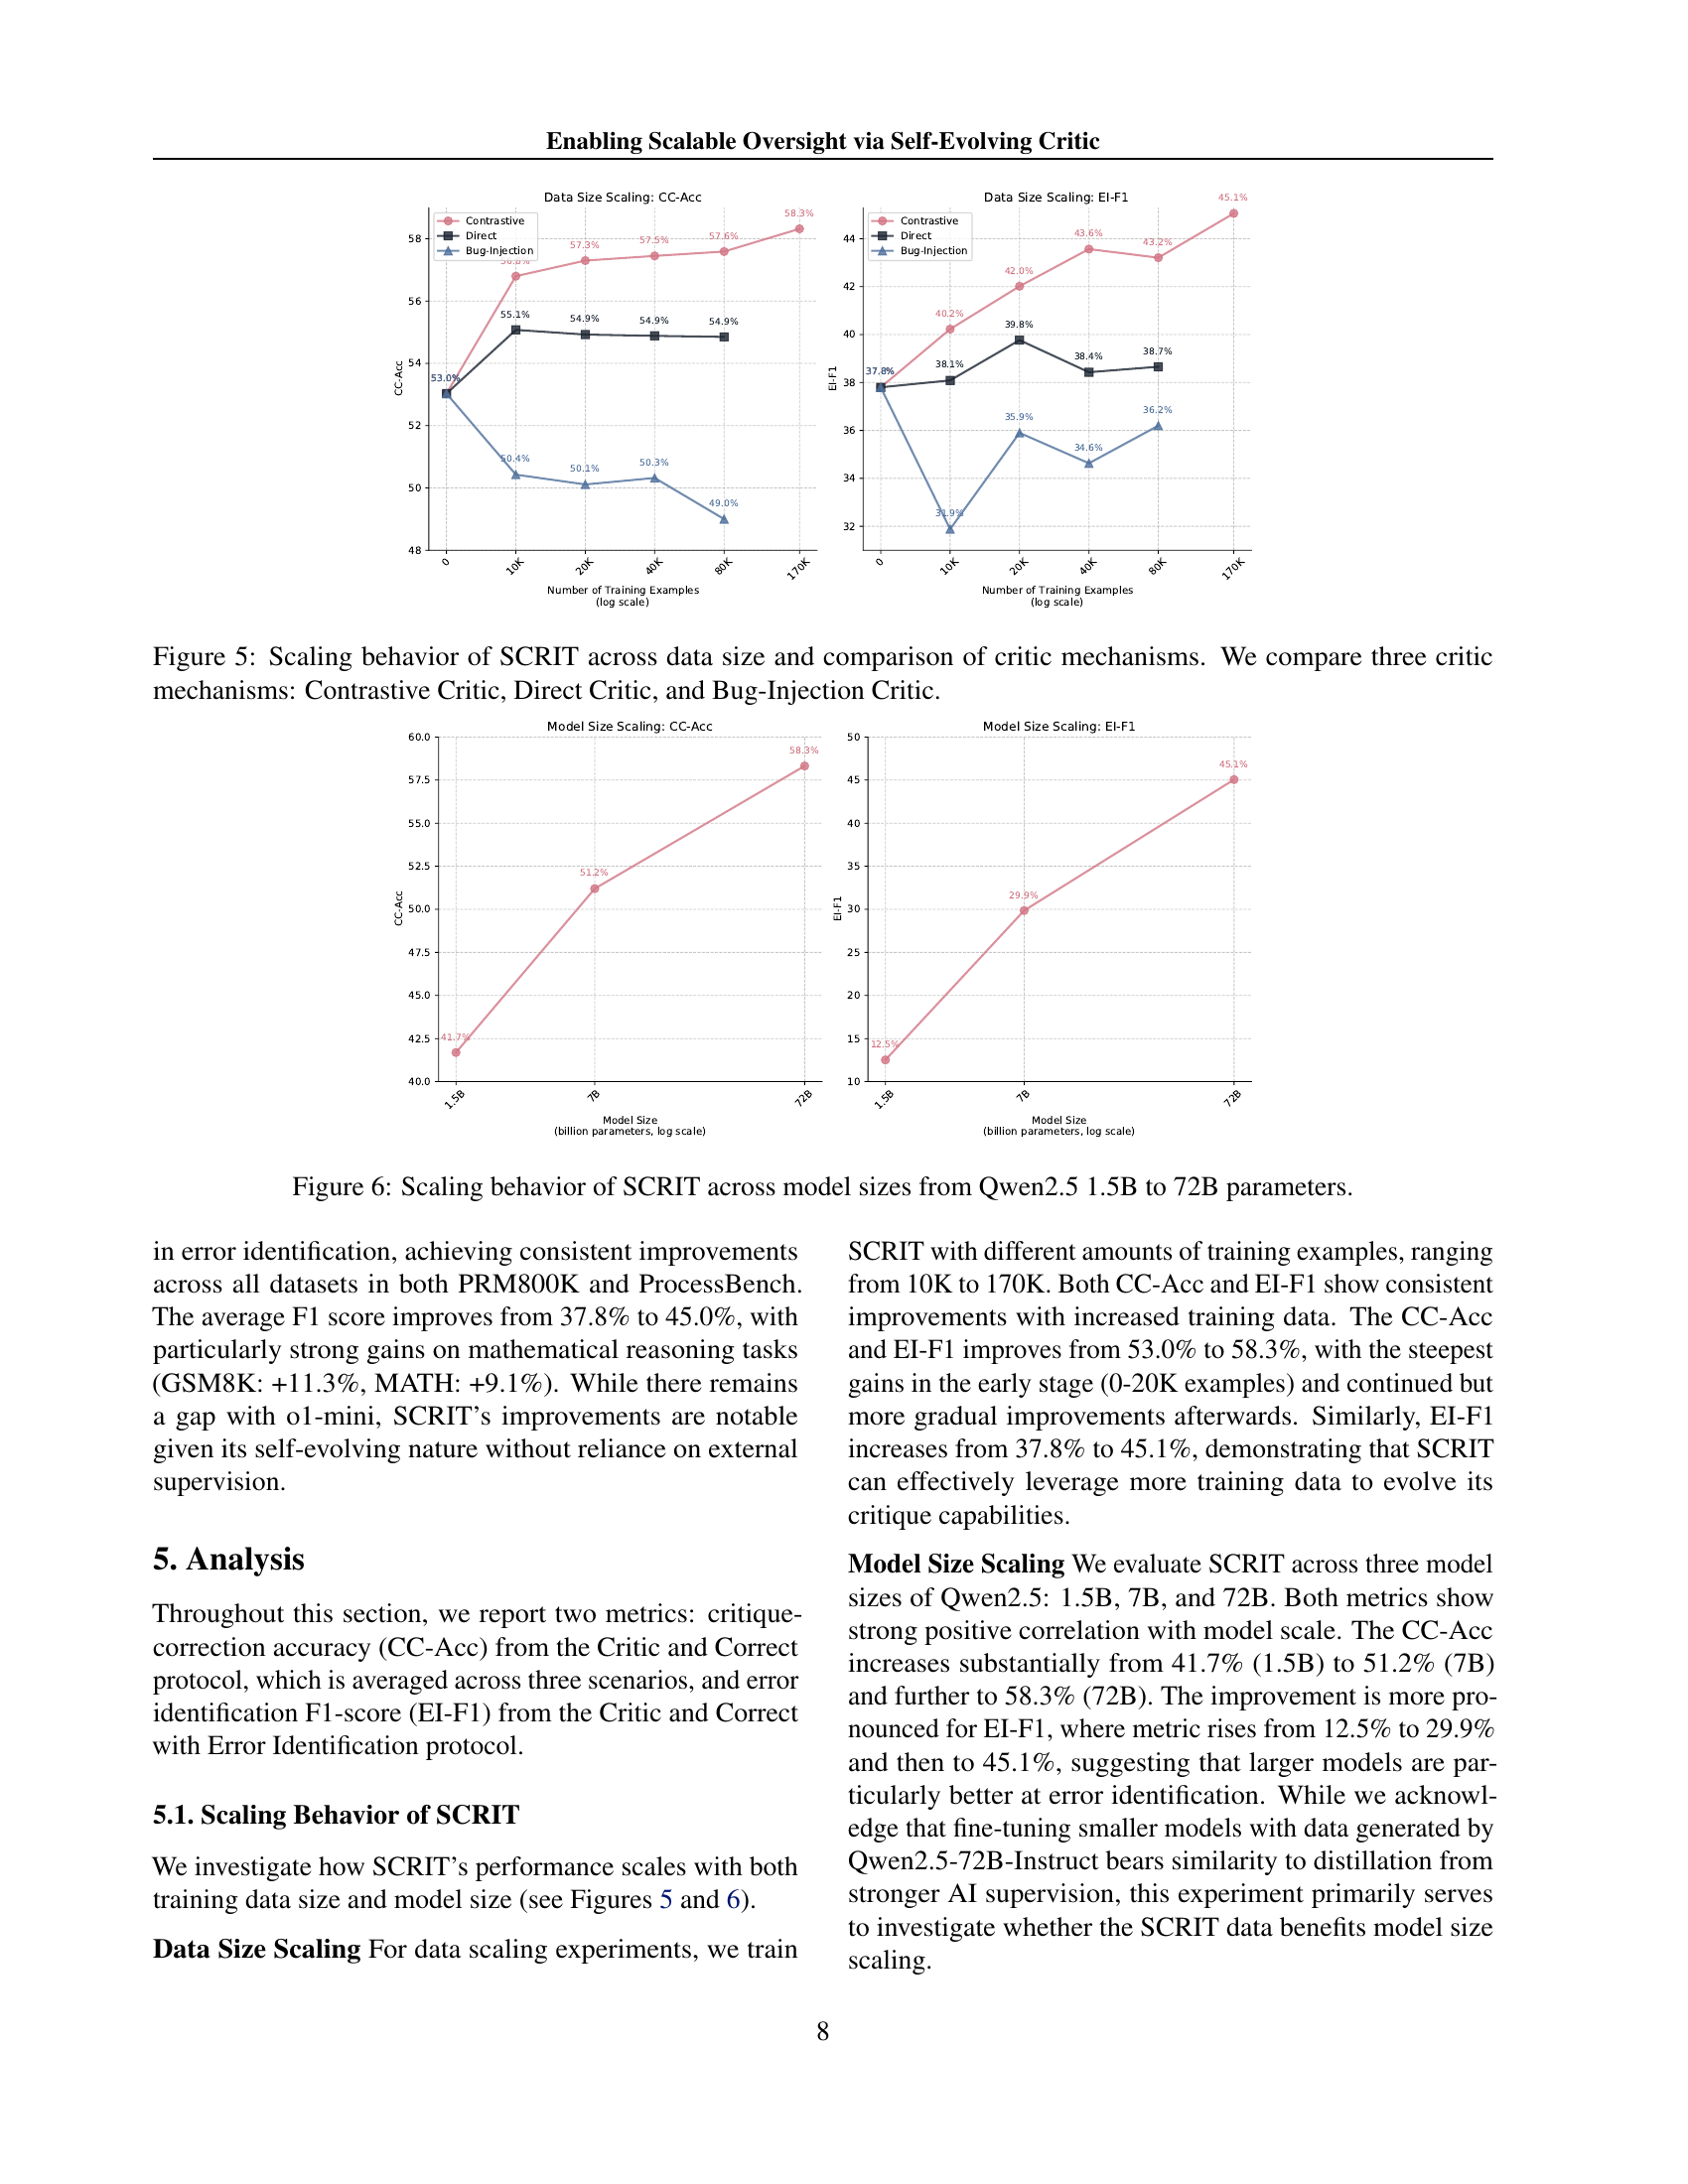 Enabling Scalable Oversight via Self-Evolving Critic
Data Size Scaling: CC-Acc
Contrastive
Direct
Bug-Injection
58
56
54
52
50
48
CC-Acc
53.0%
57.3%
57.5%
57.6%
58.3%
55.1%
54.9%
54.9%
54.9%
50.4%
50.1%
50.3%
49.0%
0
10K
20K
40K
80K
170K
Number of Training Examples
(log scale)
Data Size Scaling: EI-F1
Contrastive
Direct
Bug-Injection
44
42
40
38
36
34
32
EI-F1
37.8%
40.2%
42.0%
43.6%
43.2%
45.1%
38.1%
39.8%
38.4%
38.7%
31.9%
35.9%
34.6%
36.2%
0
10K
20K
40K
80K
170K
Number of Training Examples
(log scale)
Figure 5: Scaling behavior of SCRIT across data size and comparison of critic mechanisms. We compare three critic
mechanisms: Contrastive Critic, Direct Critic, and Bug-Injection Critic.
Model Size Scaling: CC-Acc
60.0
57.5
55.0
52.5
50.0
47.5
45.0
42.5
40.0
CC-Acc
41.7%
51.2%
58.3%
1.5B
7B
72B
Model Size
(billion parameters, log scale)
Model Size Scaling: EI-F1
50
45
40
35
30
25
20
15
10
EI-F1
12.5%
29.9%
45.1%
1.5B
7B
72B
Model Size
(billion parameters, log scale)
Figure 6: Scaling behavior of SCRIT across model sizes from Qwen2.5 1.5B to 72B parameters.
in error identification, achieving consistent improvements
across all datasets in both PRM800K and ProcessBench.
The average F1 score improves from 37.8% to 45.0%, with
particularly strong gains on mathematical reasoning tasks
(GSM8K: +11.3%, MATH: +9.1%). While there remains
a gap with o1-mini, SCRIT's improvements are notable
given its self-evolving nature without reliance on external
supervision.
5. Analysis
Throughout this section, we report two metrics: critique-
correction accuracy (CC-Acc) from the Critic and Correct
protocol, which is averaged across three scenarios, and error
identification F1-score (EI-F1) from the Critic and Correct
with Error Identification protocol.
5.1. Scaling Behavior of SCRIT
We investigate how SCRIT's performance scales with both
training data size and model size (see Figures 5 and 6).
Data Size Scaling For data scaling experiments, we train
SCRIT with different amounts of training examples, ranging
from 10K to 170K. Both CC-Acc and EI-F1 show consistent
improvements with increased training data. The CC-Acc
and EI-F1 improves from 53.0% to 58.3%, with the steepest
gains in the early stage (0-20K examples) and continued but
more gradual improvements afterwards. Similarly, EI-F1
increases from 37.8% to 45.1%, demonstrating that SCRIT
can effectively leverage more training data to evolve its
critique capabilities.
Model Size Scaling We evaluate SCRIT across three model
sizes of Qwen2.5: 1.5B, 7B, and 72B. Both metrics show
strong positive correlation with model scale. The CC-Acc
increases substantially from 41.7% (1.5B) to 51.2% (7B)
and further to 58.3% (72B). The improvement is more pro-
nounced for EI-F1, where metric rises from 12.5% to 29.9%
and then to 45.1%, suggesting that larger models are par-
ticularly better at error identification. While we acknowl-
edge that fine-tuning smaller models with data generated by
Qwen2.5-72B-Instruct bears similarity to distillation from
stronger AI supervision, this experiment primarily serves
to investigate whether the SCRIT data benefits model size
scaling.
8